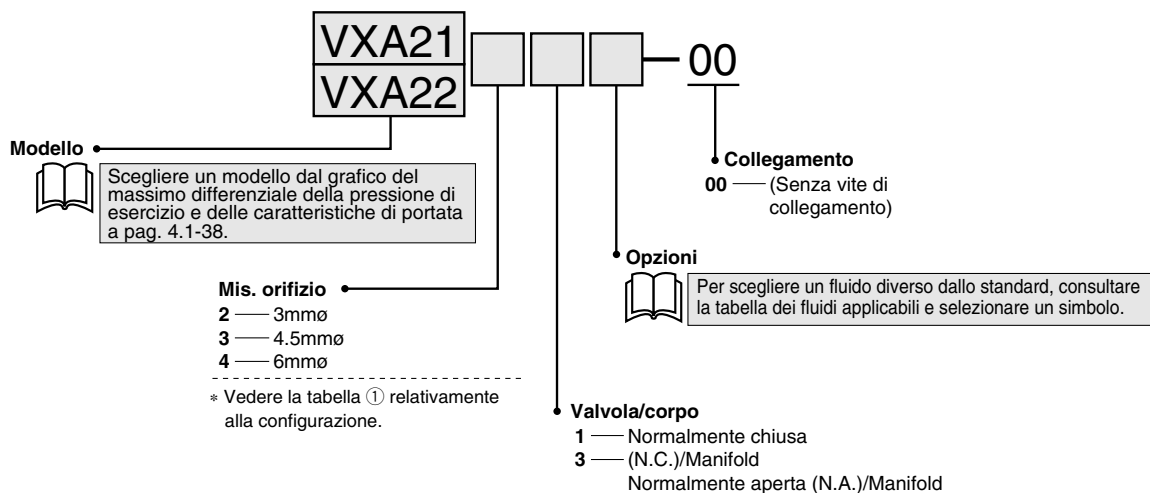 VXA21
VXA22
00
Modello
Scegliere un modello dal grafico del
massimo differenziale della pressione di
esercizio e delle caratteristiche di portata
a pag. 4.1-38.
Collegamento
00 — (Senza vite di
collegamento)
Opzioni
Per scegliere un fluido diverso dallo standard, consultare
la tabella dei fluidi applicabili e selezionare un simbolo.
Mis. orifizio
2 — 3mmø
3 — 4.5mmø
4 — 6mmø
* Vedere la tabella ① relativamente
alla configurazione.
Valvola/corpo
1 — Normalmente chiusa
3 — (N.C.)/Manifold
Normalmente aperta (N.A.)/Manifold